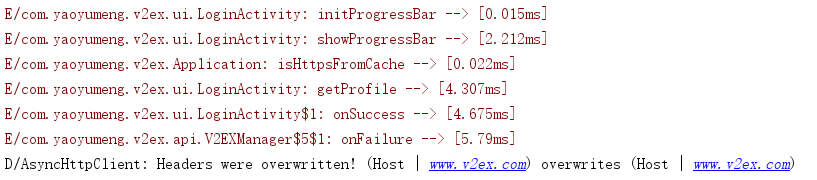 E/com.yaoyumeng.v2ex.ui.LoginActivity: initProgressBar --> [0.015ms]
E/com.yaoyumeng.v2ex.ui.LoginActivity: showProgressBar --> [2.212ms]
E/com.yaoyumeng.v2ex.Application: isHttpsFromCache --> [0.022ms]
E/com.yaoyumeng.v2ex.ui.LoginActivity: getProfile --> [4.307ms]
E/com.yaoyumeng.v2ex.ui.LoginActivity$1: onSuccess --> [4.675ms]
E/com.yaoyumeng.v2ex.api.V2EXManager$5$1: onFailure --> [5.79ms]
D/AsyncHttpClient: Headers were overwritten! (Host | www.v2ex.com) overwrites (Host | www.v2ex.com)